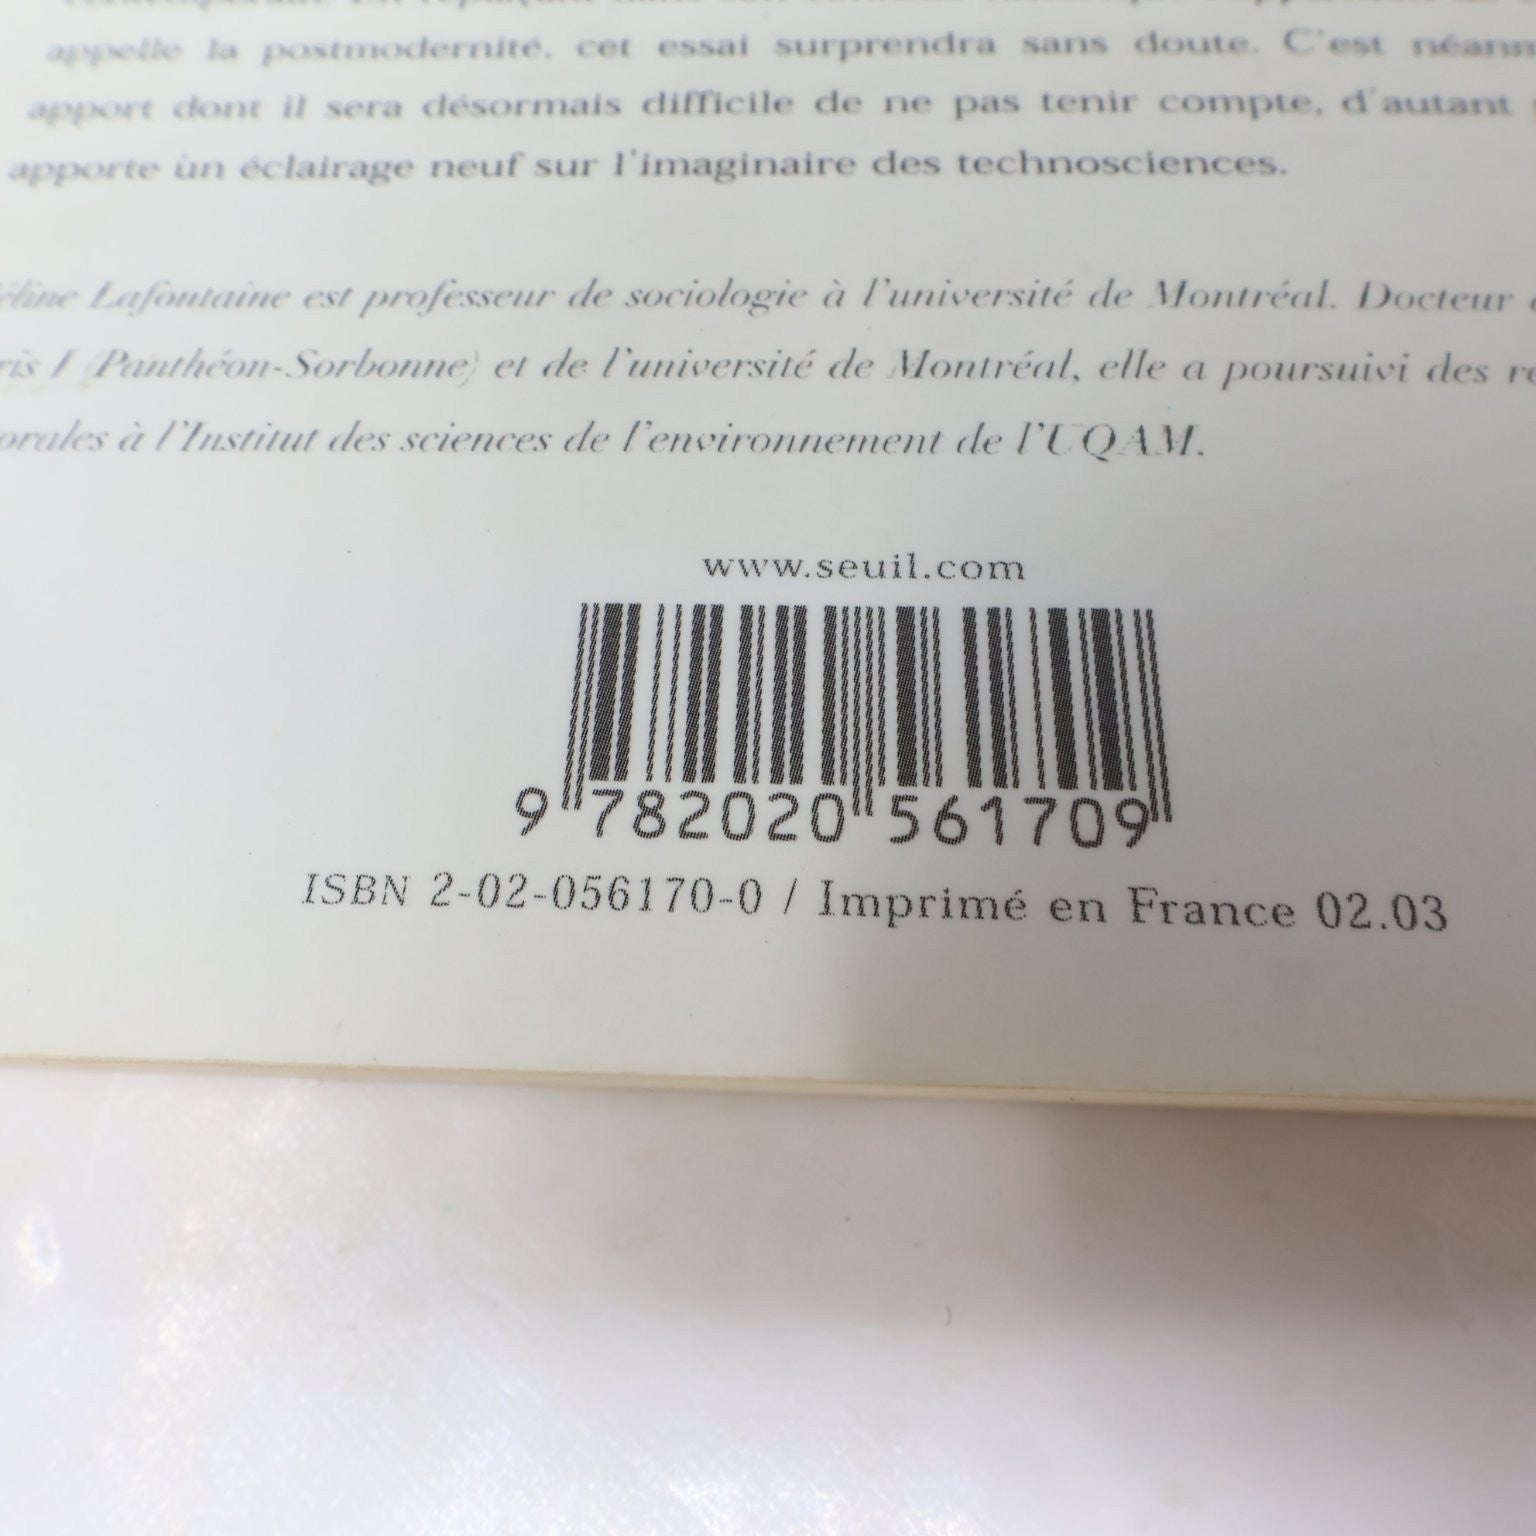 appelle la postmodernité, cet essai surprendra sans doute. C'est
apport dont il sera désormais difficile de ne pas tenir compte, d'autant
apporte un éclairage neuf sur l'imaginaire des technosciences.
Lafontaine est professeur de sociologie à l'université de Montréal. Docteur
I (Panthéon-Sorbonne) et de l'université de Montréal, elle a poursuivi des
à l'Institut des sciences de l'environnement de l'UQAM.
www.seuil.com
9 782020 561709
ISBN 2-02-056170-0 / Imprimé en France 02.03